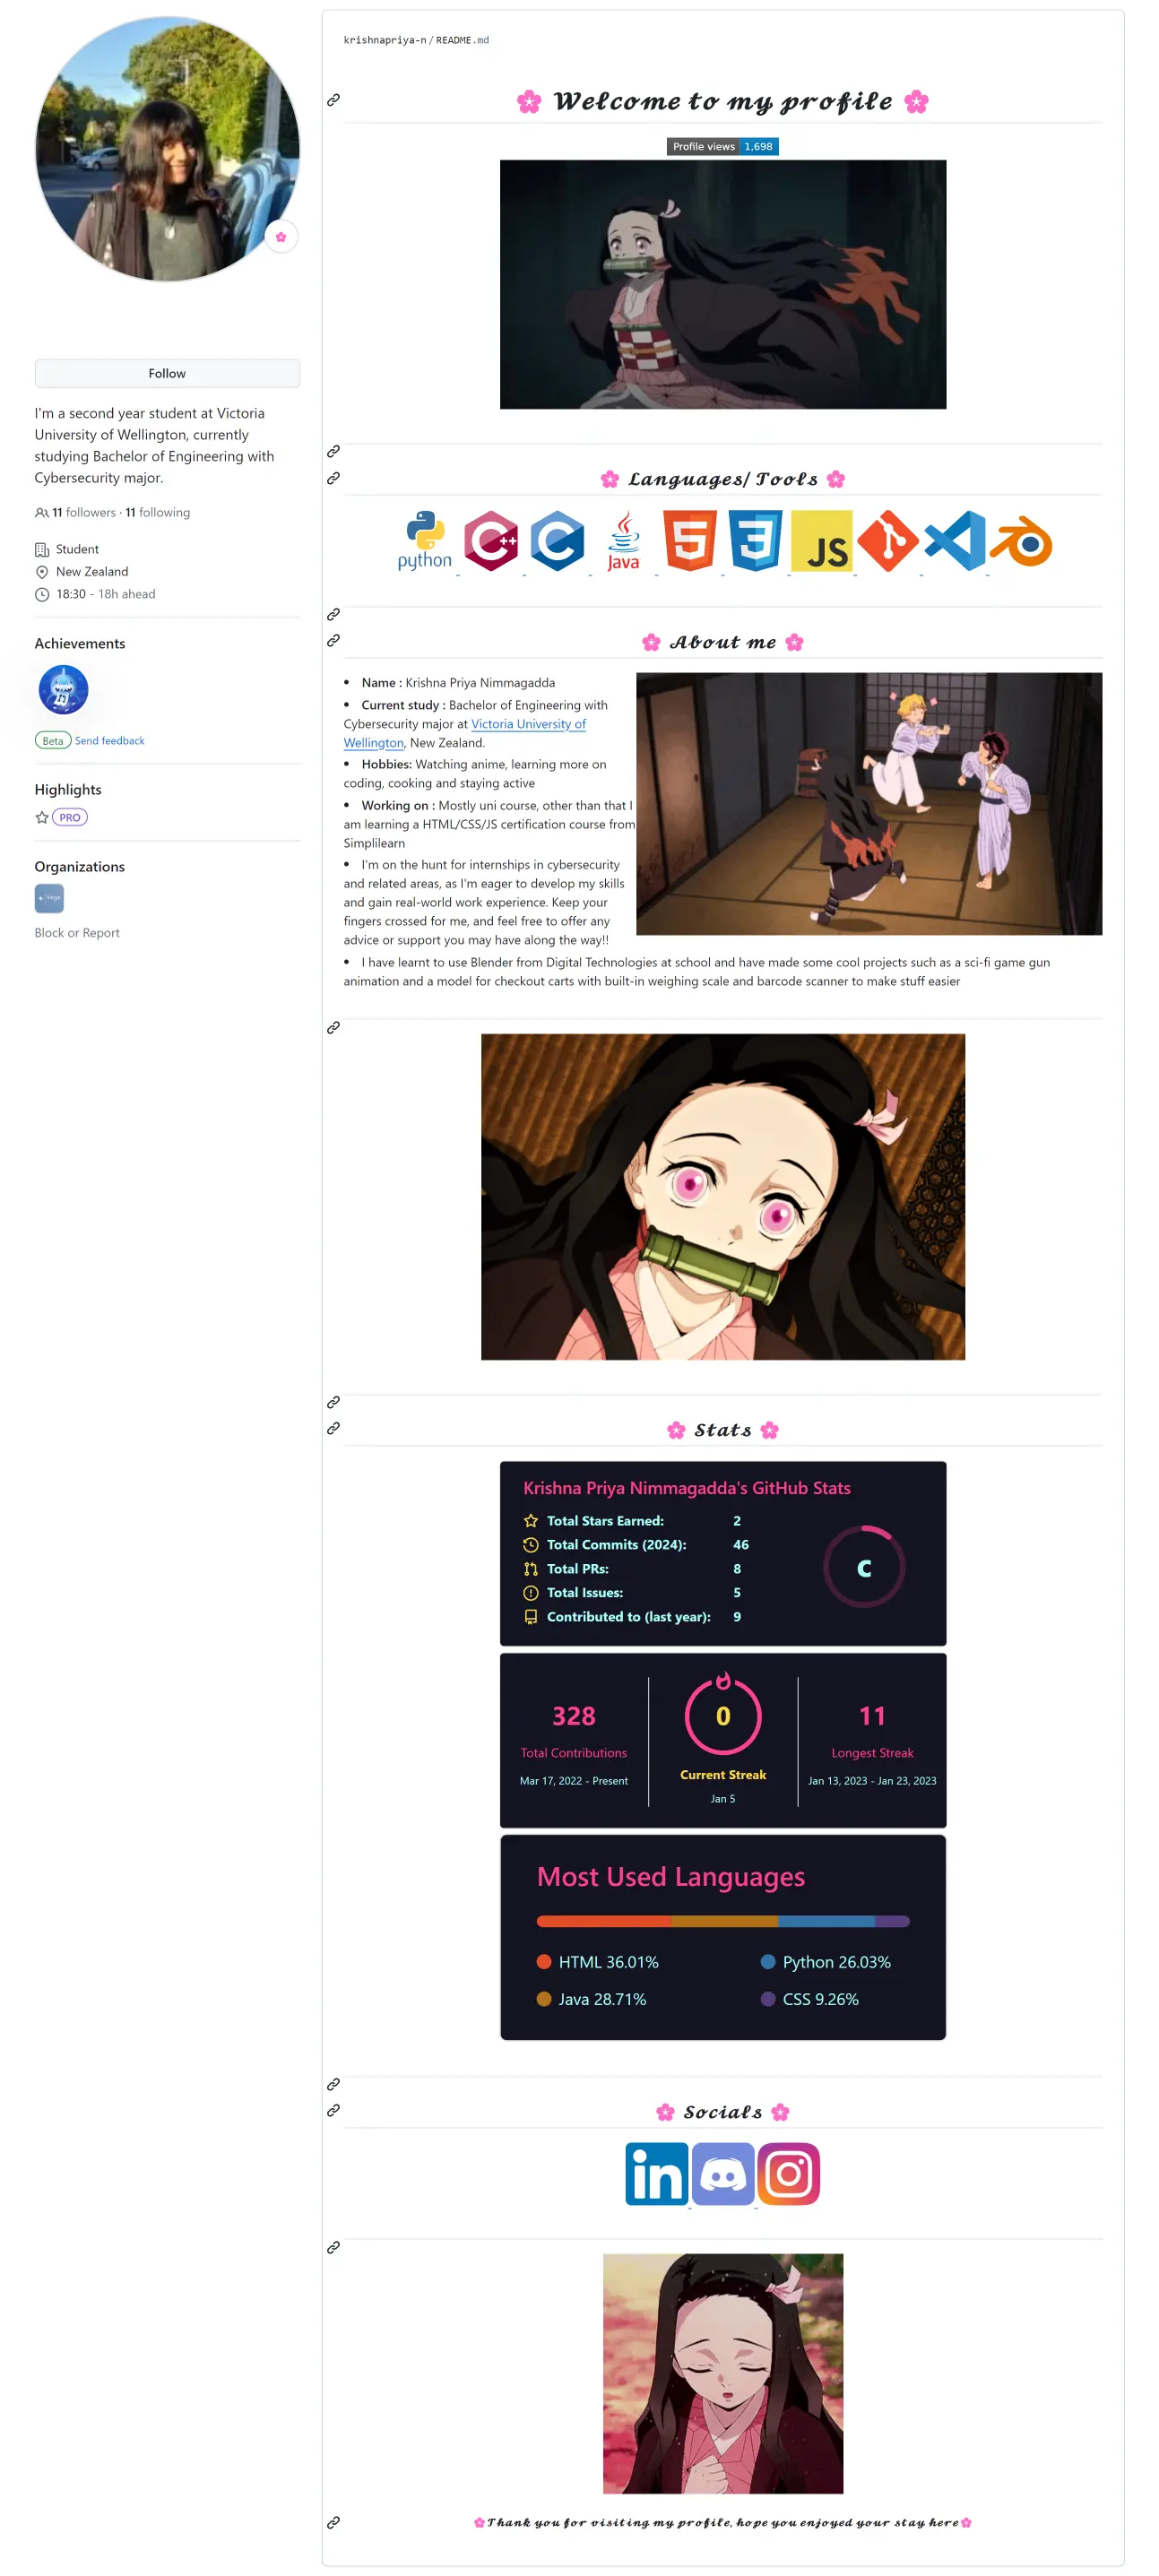 krishnapriya-n / README.md
🌸 Welcome to my profile 🌸
Profile views 1,698
Follow
I'm a second year student at Victoria
University of Wellington, currently
studying Bachelor of Engineering with
Cybersecurity major.
11 followers · 11 following
Student
New Zealand
18:30 - 18h ahead
Achievements
Beta Send feedback
Highlights
PRO
Organizations
Vega
Block or Report
🌸 Languages/ Tools 🌸
python
C++
C
Java
5
3
JS
🌸 About me 🌸
• Name : Krishna Priya Nimmagadda
• Current study : Bachelor of Engineering with
Cybersecurity major at Victoria University of
Wellington, New Zealand.
• Hobbies: Watching anime, learning more on
coding, cooking and staying active
• Working on : Mostly uni course, other than that I
am learning a HTML/CSS/JS certification course from
Simplilearn
• I'm on the hunt for internships in cybersecurity
and related areas, as I'm eager to develop my skills
and gain real-world work experience. Keep your
fingers crossed for me, and feel free to offer any
advice or support you may have along the way!!
• I have learnt to use Blender from Digital Technologies at school and have made some cool projects such as a sci-fi game gun
animation and a model for checkout carts with built-in weighing scale and barcode scanner to make stuff easier
🌸 Stats 🌸
Krishna Priya Nimmagadda's GitHub Stats
Total Stars Earned: 2
Total Commits (2024): 46
Total PRs: 8
Total Issues: 5
Contributed to (last year): 9
C
328
Total Contributions
Mar 17, 2022 - Present
0
Current Streak
Jan 5
11
Longest Streak
Jan 13, 2023 - Jan 23, 2023
Most Used Languages
HTML 36.01%
Python 26.03%
Java 28.71%
CSS 9.26%
🌸 Socials 🌸
in
🌸Thank you for visiting my profile, hope you enjoyed your stay here🌸